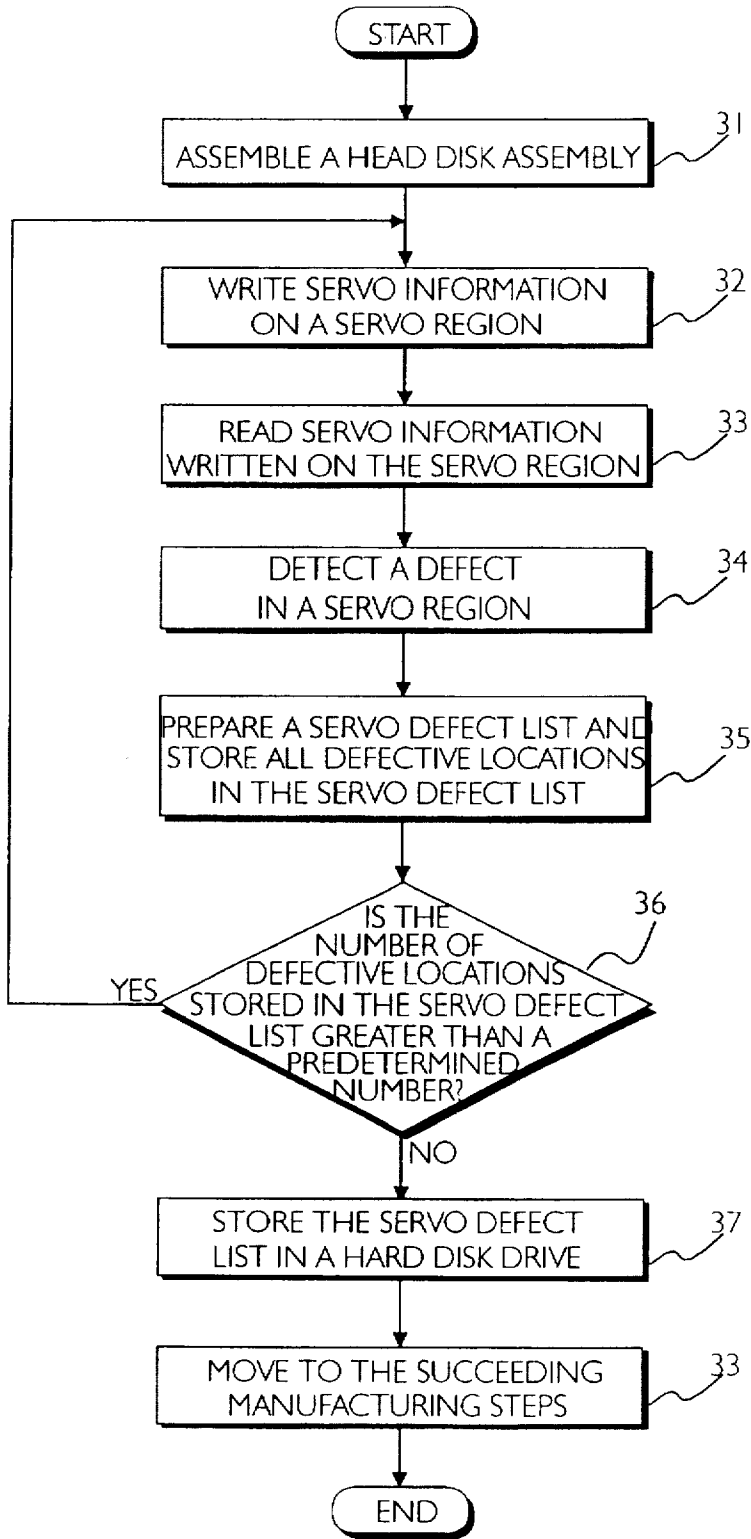 START
31
ASSEMBLE A HEAD DISK ASSEMBLY
WRITE SERVO INFORMATION
ON A SERVO REGION
32
READ SERVO INFORMATION
WRITTEN ON THE SERVO REGION
33
DETECT A DEFECT
IN A SERVO REGION
34
PREPARE A SERVO DEFECT LIST AND
STORE ALL DEFECTIVE LOCATIONS
IN THE SERVO DEFECT LIST
35
36
IS THE
NUMBER OF
DEFECTIVE LOCATIONS
STORED IN THE SERVO DEFECT
LIST GREATER THAN A
PREDETERMINED
NUMBER?
YES
NO
STORE THE SERVO DEFECT
LIST IN A HARD DISK DRIVE
37
MOVE TO THE SUCCEEDING
MANUFACTURING STEPS
33
END